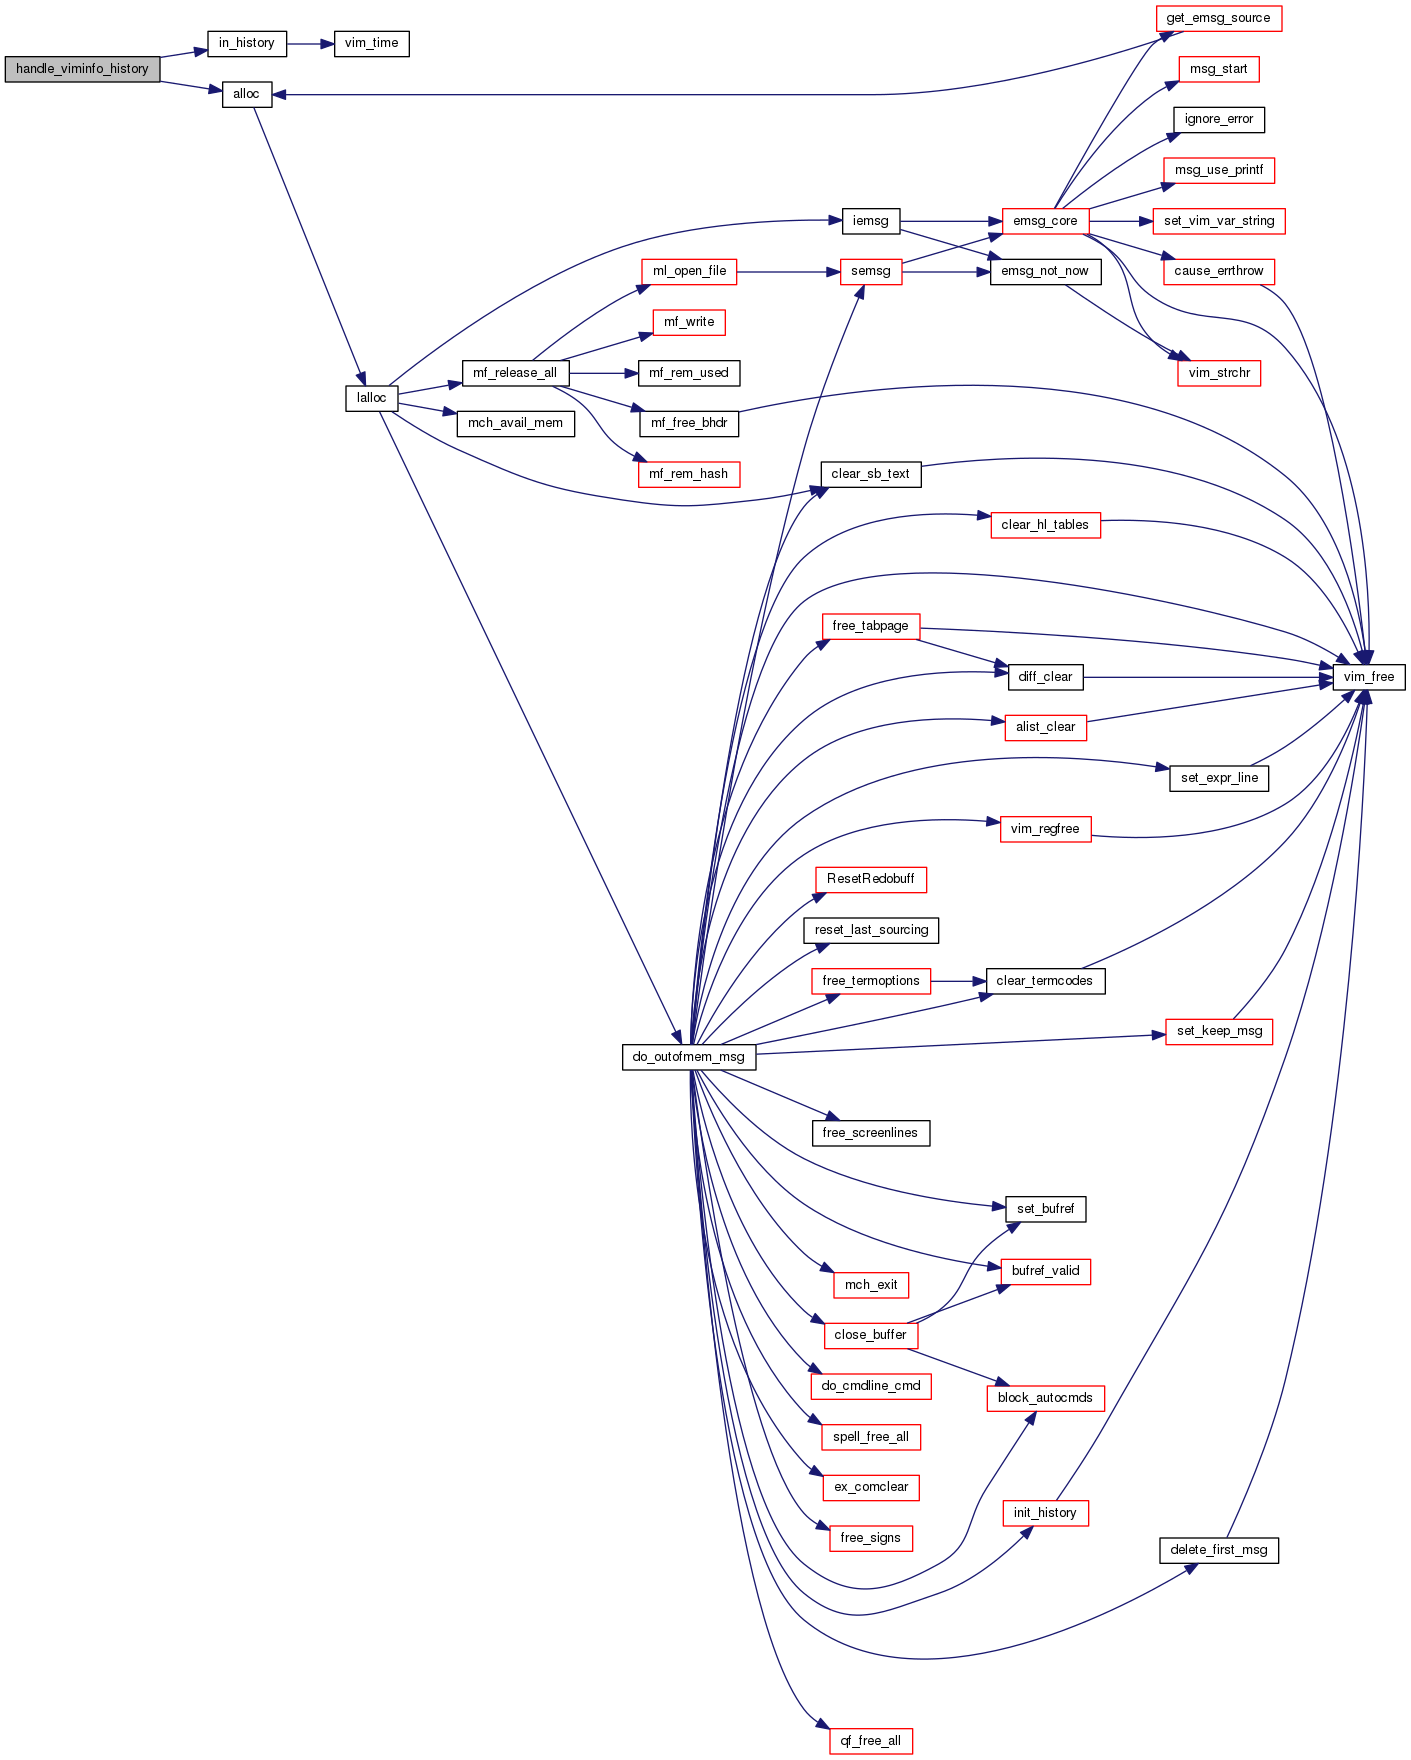 get_emsg_source
in_history
vim_time
handle_viminfo_history
msg_start
alloc
ignore_error
msg_use_printf
iemsg
emsg_core
set_vim_var_string
ml_open_file
semsg
emsg_not_now
cause_errthrow
mf_write
mf_release_all
mf_rem_used
vim_strchr
lalloc
mch_avail_mem
mf_free_bhdr
mf_rem_hash
clear_sb_text
clear_hl_tables
free_tabpage
diff_clear
vim_free
alist_clear
set_expr_line
vim_regfree
ResetRedobuff
reset_last_sourcing
free_termoptions
clear_termcodes
set_keep_msg
do_outofmem_msg
free_screenlines
set_bufref
bufref_valid
mch_exit
close_buffer
do_cmdline_cmd
block_autocmds
spell_free_all
ex_comclear
init_history
free_signs
delete_first_msg
qf_free_all